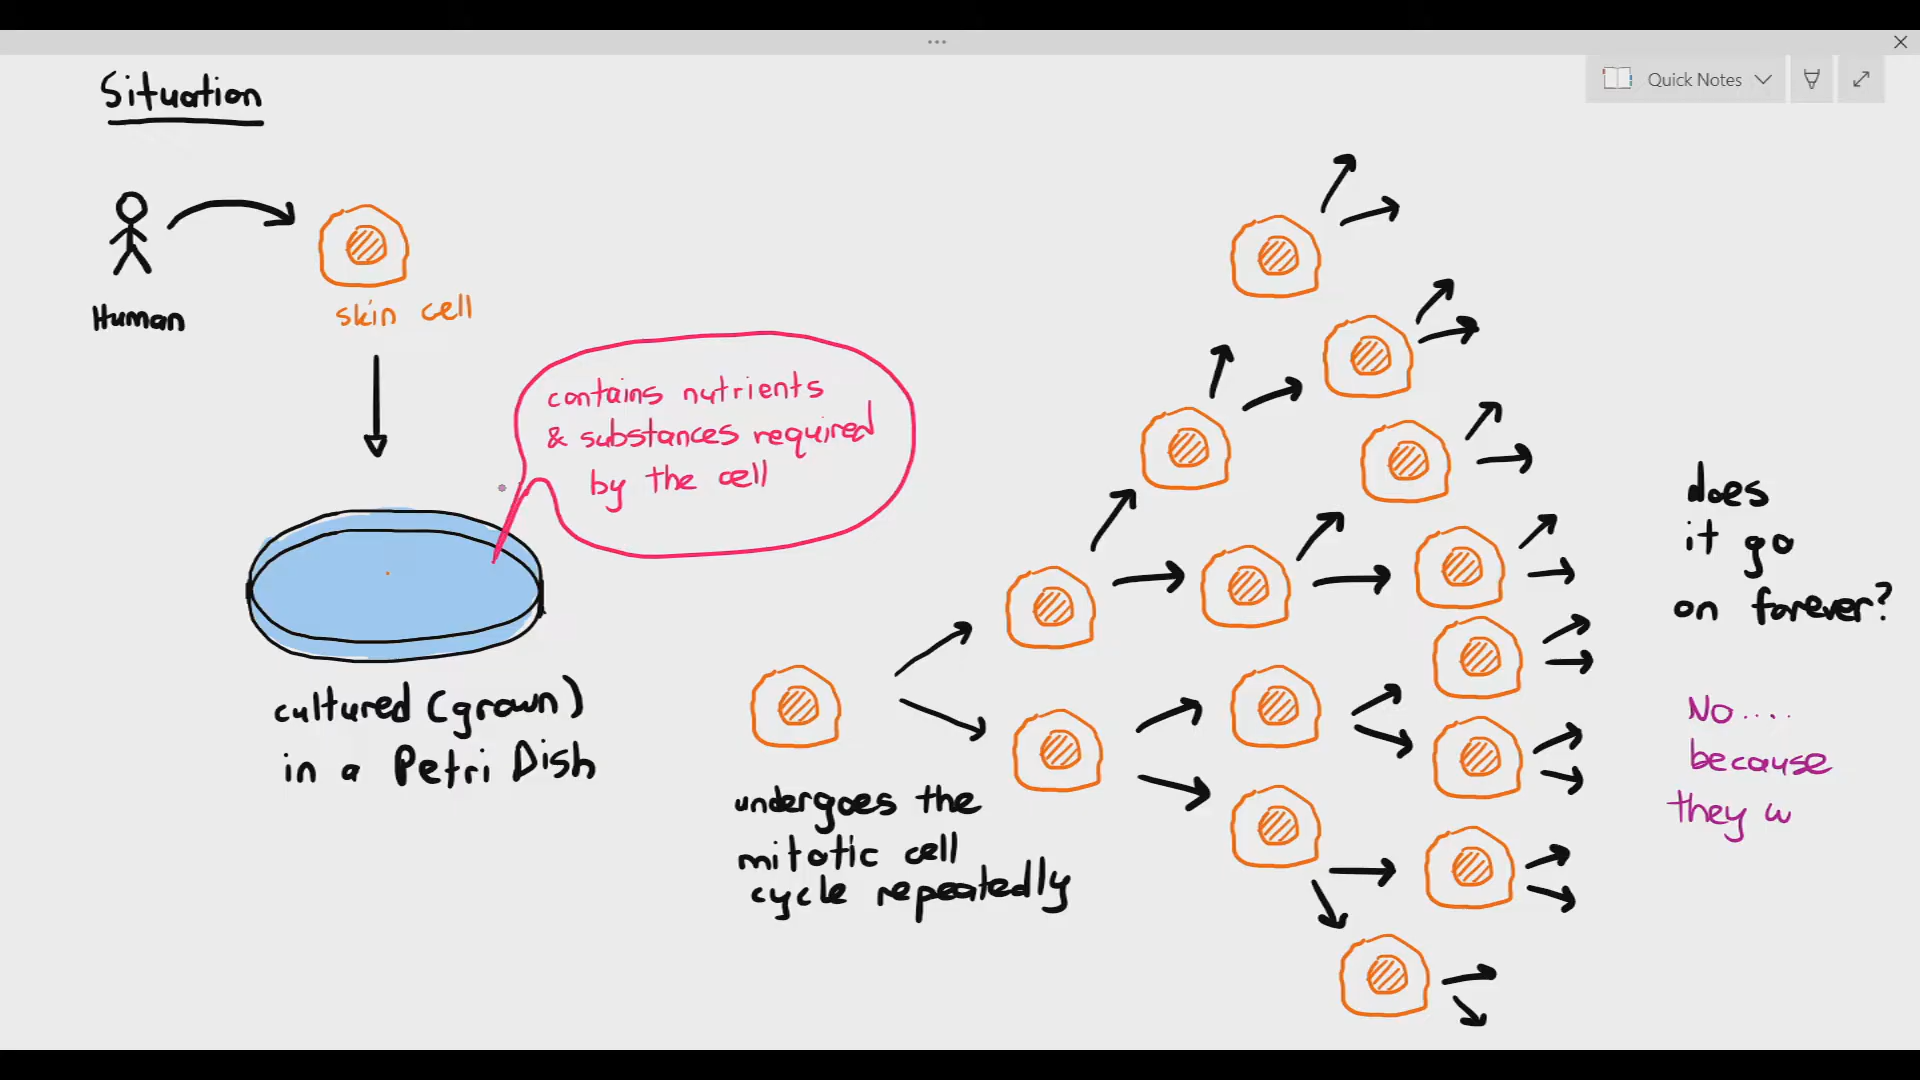 Quick Notes
Situation
Human
skin cell
contains nutrients
& substances required
by the cell
cultured (grown)
in a Petri Dish
undergoes the
mitotic cell
cycle repeatedly
does
it go
on forever?
No....
because
they w